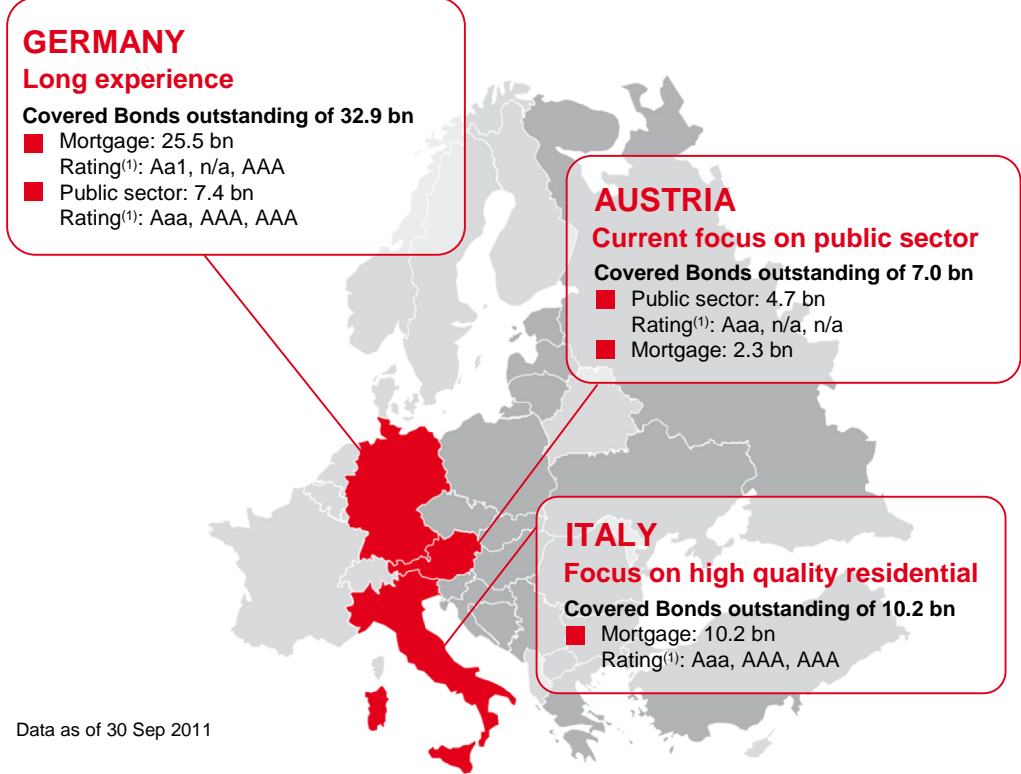 GERMANY
Long experience
Covered Bonds outstanding of 32.9 bn
Mortgage: 25.5 bn
Rating(1): Aa1, n/a, AAA
Public sector: 7.4 bn
Rating(1): Aaa, AAA, AAA
AUSTRIA
Current focus on public sector
Covered Bonds outstanding of 7.0 bn
Public sector: 4.7 bn
Rating(1): Aaa, n/a, n/a
Mortgage: 2.3 bn
ITALY
Focus on high quality residential
Covered Bonds outstanding of 10.2 bn
Mortgage: 10.2 bn
Rating(1): Aaa, AAA, AAA
Data as of 30 Sep 2011